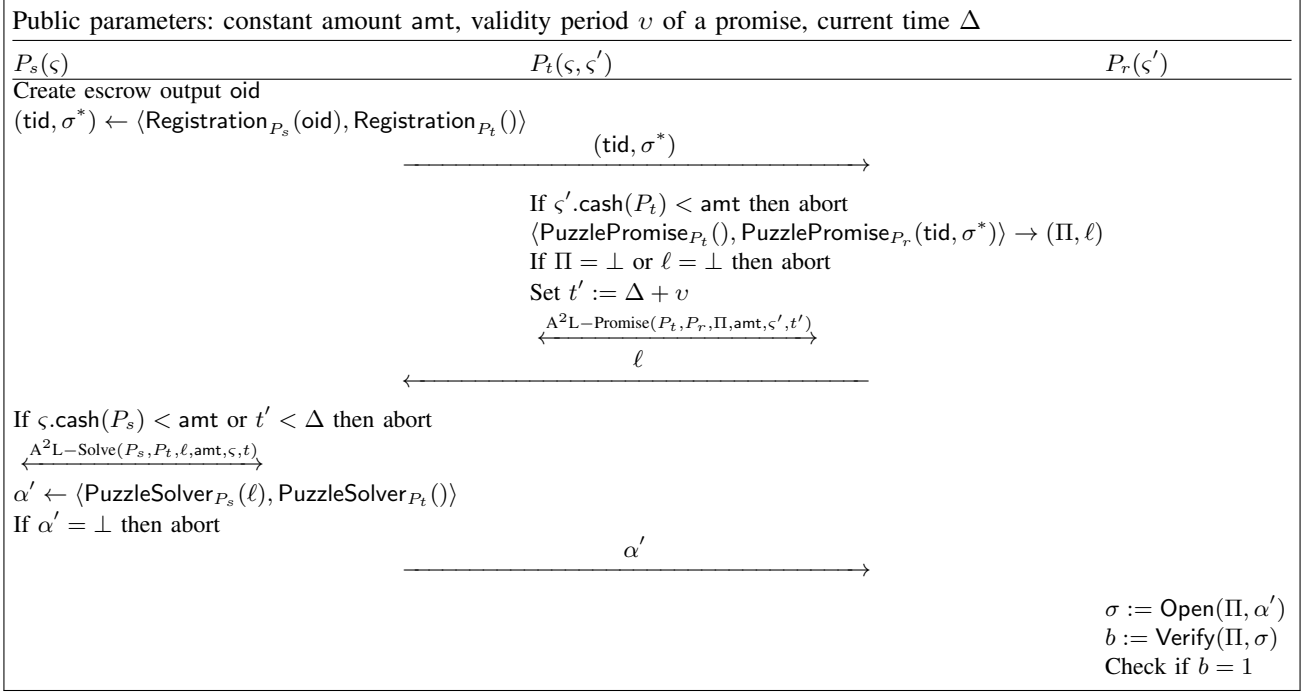 Public parameters: constant amount amt, validity period υ of a promise, current time Δ
P_s(ς) P_t(ς, ς′) P_r(ς′)
Create escrow output oid
(tid, σ*) ← ⟨Registration_{P_s}(oid), Registration_{P_t}()⟩
(tid, σ*)
If ς′.cash(P_t) < amt then abort
⟨PuzzlePromise_{P_t}(), PuzzlePromise_{P_r}(tid, σ*)⟩ → (Π, ℓ)
If Π = ⊥ or ℓ = ⊥ then abort
Set t′ := Δ + υ
A²L−Promise(P_t,P_r,Π,amt,ς′,t′)
ℓ
If ς.cash(P_s) < amt or t′ < Δ then abort
A²L−Solve(P_s,P_t,ℓ,amt,ς,t)
α′ ← ⟨PuzzleSolver_{P_s}(ℓ), PuzzleSolver_{P_t}()⟩
If α′ = ⊥ then abort
α′
σ := Open(Π, α′)
b := Verify(Π, σ)
Check if b = 1